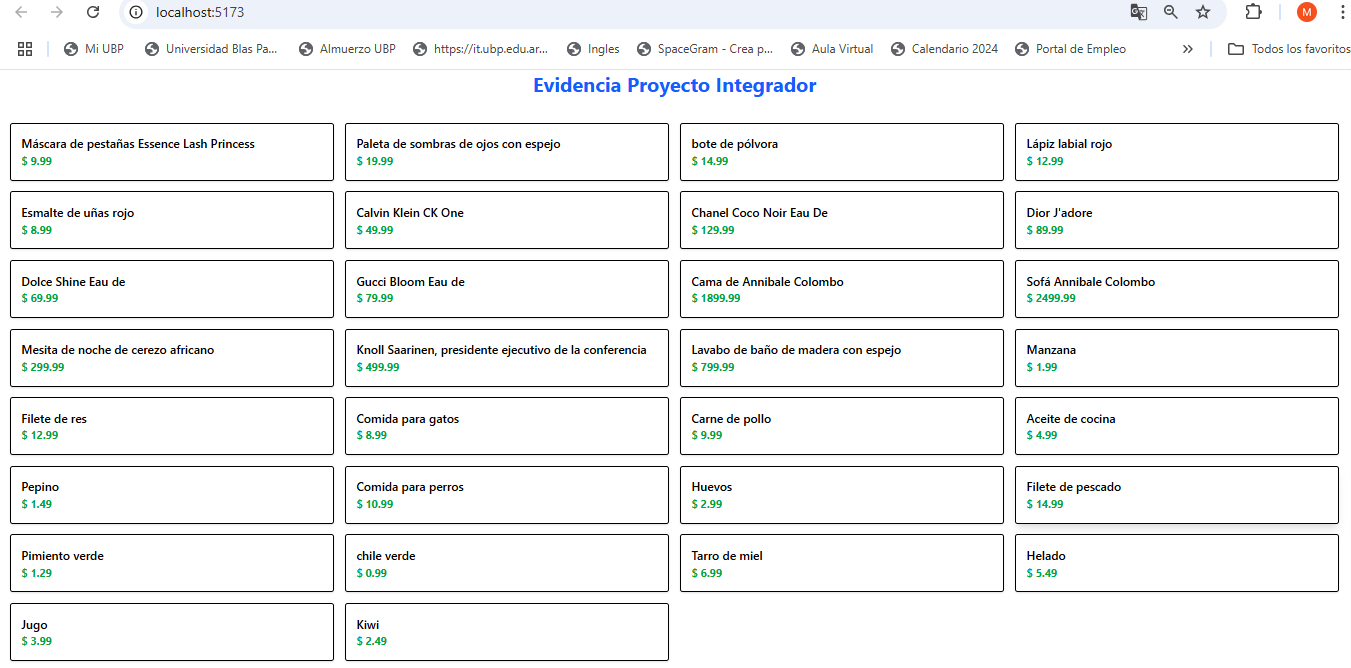 localhost:5173
M
Mi UBP
Universidad Blas Pa...
Almuerzo UBP
https://it.ubp.edu.ar...
Ingles
SpaceGram - Crea p...
Aula Virtual
Calendario 2024
Portal de Empleo
Todos los favoritos
Evidencia Proyecto Integrador
Máscara de pestañas Essence Lash Princess
$ 9.99
Paleta de sombras de ojos con espejo
$ 19.99
bote de pólvora
$ 14.99
Lápiz labial rojo
$ 12.99
Esmalte de uñas rojo
$ 8.99
Calvin Klein CK One
$ 49.99
Chanel Coco Noir Eau De
$ 129.99
Dior J'adore
$ 89.99
Dolce Shine Eau de
$ 69.99
Gucci Bloom Eau de
$ 79.99
Cama de Annibale Colombo
$ 1899.99
Sofá Annibale Colombo
$ 2499.99
Mesita de noche de cerezo africano
$ 299.99
Knoll Saarinen, presidente ejecutivo de la conferencia
$ 499.99
Lavabo de baño de madera con espejo
$ 799.99
Manzana
$ 1.99
Filete de res
$ 12.99
Comida para gatos
$ 8.99
Carne de pollo
$ 9.99
Aceite de cocina
$ 4.99
Pepino
$ 1.49
Comida para perros
$ 10.99
Huevos
$ 2.99
Filete de pescado
$ 14.99
Pimiento verde
$ 1.29
chile verde
$ 0.99
Tarro de miel
$ 6.99
Helado
$ 5.49
Jugo
$ 3.99
Kiwi
$ 2.49